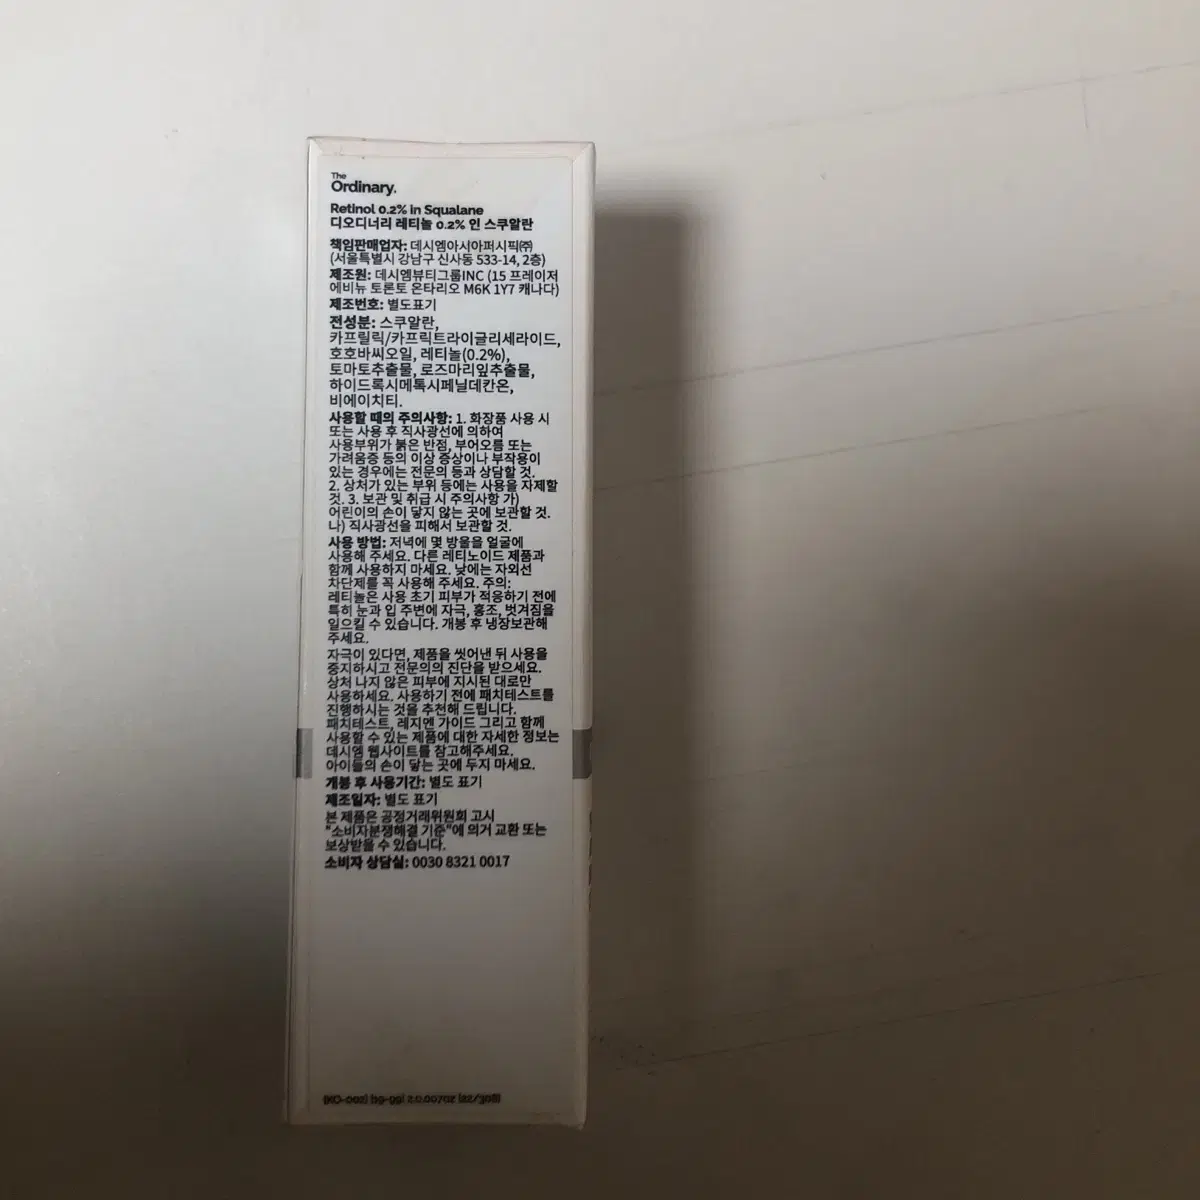 The
Ordinary.
Retinol 0.2% in Squalane
디오디너리 레티놀 0.2% 인 스쿠알란
책임판매업자: 데시엠아시아퍼시픽㈜
(서울특별시 강남구 신사동 533-14, 2층)
제조원: 데시엠뷰티그룹INC (15 프레이저
에비뉴 토론토 온타리오 M6K 1Y7 캐나다)
제조번호: 별도표기
전성분: 스쿠알란,
카프릴릭/카프릭트라이글리세라이드,
호호바씨오일, 레티놀(0.2%),
토마토추출물, 로즈마리잎추출물,
하이드록시메톡시페닐데칸온,
비에이치티.
사용할 때의 주의사항: 1. 화장품 사용 시
또는 사용 후 직사광선에 의하여
사용부위가 붉은 반점, 부어오름 또는
가려움증 등의 이상 증상이나 부작용이
있는 경우에는 전문의 등과 상담할 것.
2. 상처가 있는 부위 등에는 사용을 자제할
것. 3. 보관 및 취급 시 주의사항 가)
어린이의 손이 닿지 않는 곳에 보관할 것.
나) 직사광선을 피해서 보관할 것.
사용 방법: 저녁에 몇 방울을 얼굴에
사용해 주세요. 다른 레티노이드 제품과
함께 사용하지 마세요. 낮에는 자외선
차단제를 꼭 사용해 주세요. 주의:
레티놀은 사용 초기 피부가 적응하기 전에
특히 눈과 입 주변에 자극, 홍조, 벗겨짐을
일으킬 수 있습니다. 개봉 후 냉장보관해
주세요.
자극이 있다면, 제품을 씻어낸 뒤 사용을
중지하시고 전문의의 진단을 받으세요.
상처 나지 않은 피부에 지시된 대로만
사용하세요. 사용하기 전에 패치테스트를
진행하시는 것을 추천해 드립니다.
패치테스트, 레지멘 가이드 그리고 함께
사용할 수 있는 제품에 대한 자세한 정보는
데시엠 웹사이트를 참고해주세요.
아이들의 손이 닿는 곳에 두지 마세요.
개봉 후 사용기간: 별도 표기
제조일자: 별도 표기
본 제품은 공정거래위원회 고시
"소비자분쟁해결 기준"에 의거 교환 또는
보상받을 수 있습니다.
소비자 상담실: 0030 8321 0017